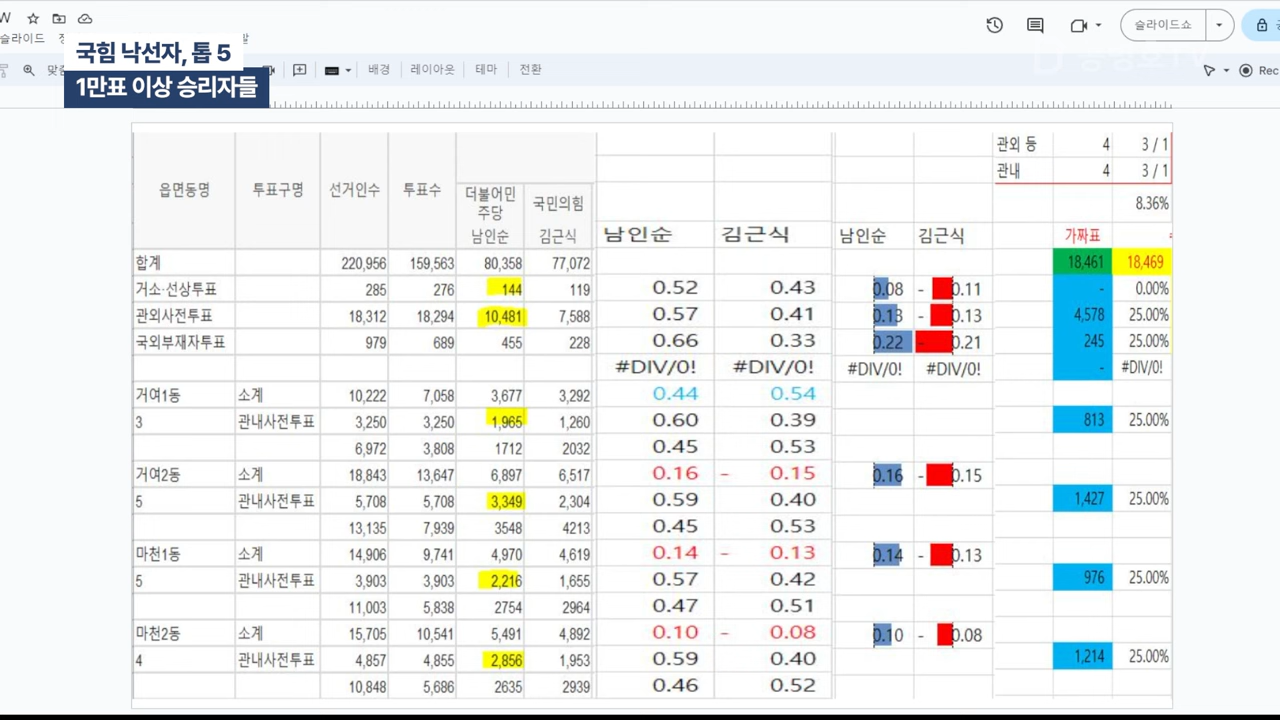 W
슬라이드
슬라이드쇼
국힘 낙선자, 톱 5
1만표 이상 승리자들
배경 레이아웃 테마 전환
Rec
공병호TV
관외 등 4 3 / 1
관내 4 3 / 1
8.36%
읍면동명 투표구명 선거인수 투표수 더불어민주당 남인순 국민의힘 김근식 남인순 김근식 남인순 김근식 가짜표
합계 220,956 159,563 80,358 77,072 18,461 18,469
거소·선상투표 285 276 144 119 0.52 0.43 0.08 - 0.11 - 0.00%
관외사전투표 18,312 18,294 10,481 7,588 0.57 0.41 0.13 - 0.13 4,578 25.00%
국외부재자투표 979 689 455 228 0.66 0.33 0.22 - 0.21 245 25.00%
#DIV/0! #DIV/0! #DIV/0! #DIV/0! - #DIV/0!
거여1동 소계 10,222 7,058 3,677 3,292 0.44 0.54
3 관내사전투표 3,250 3,250 1,965 1,260 0.60 0.39 813 25.00%
6,972 3,808 1712 2032 0.45 0.53
거여2동 소계 18,843 13,647 6,897 6,517 0.16 - 0.15 0.16 - 0.15
5 관내사전투표 5,708 5,708 3,349 2,304 0.59 0.40 1,427 25.00%
13,135 7,939 3548 4213 0.45 0.53
마천1동 소계 14,906 9,741 4,970 4,619 0.14 - 0.13 0.14 - 0.13
5 관내사전투표 3,903 3,903 2,216 1,655 0.57 0.42 976 25.00%
11,003 5,838 2754 2964 0.47 0.51
마천2동 소계 15,705 10,541 5,491 4,892 0.10 - 0.08 0.10 - 0.08
4 관내사전투표 4,857 4,855 2,856 1,953 0.59 0.40 1,214 25.00%
10,848 5,686 2635 2939 0.46 0.52